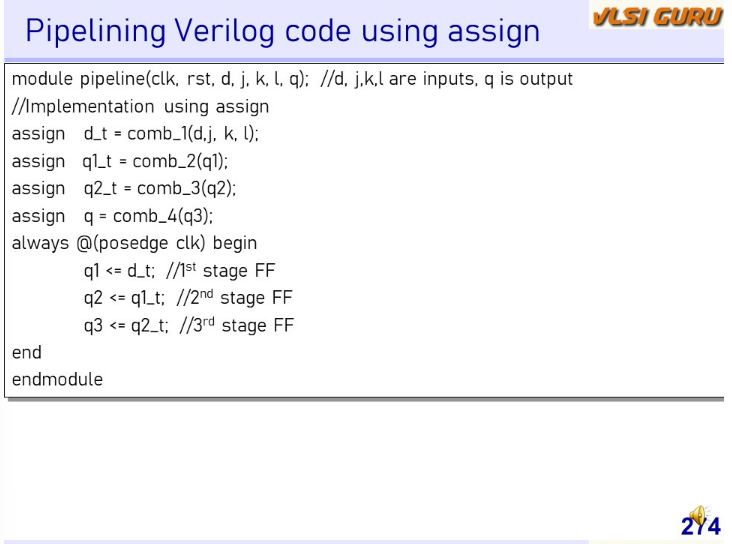 Pipelining Verilog code using assign
VLSI GURU
module pipeline(clk, rst, d, j, k, l, q); //d, j,k,l are inputs, q is output
//Implementation using assign
assign d_t = comb_1(d,j, k, l);
assign q1_t = comb_2(q1);
assign q2_t = comb_3(q2);
assign q = comb_4(q3);
always @(posedge clk) begin
q1 <= d_t; //1st stage FF
q2 <= q1_t; //2nd stage FF
q3 <= q2_t; //3rd stage FF
end
endmodule